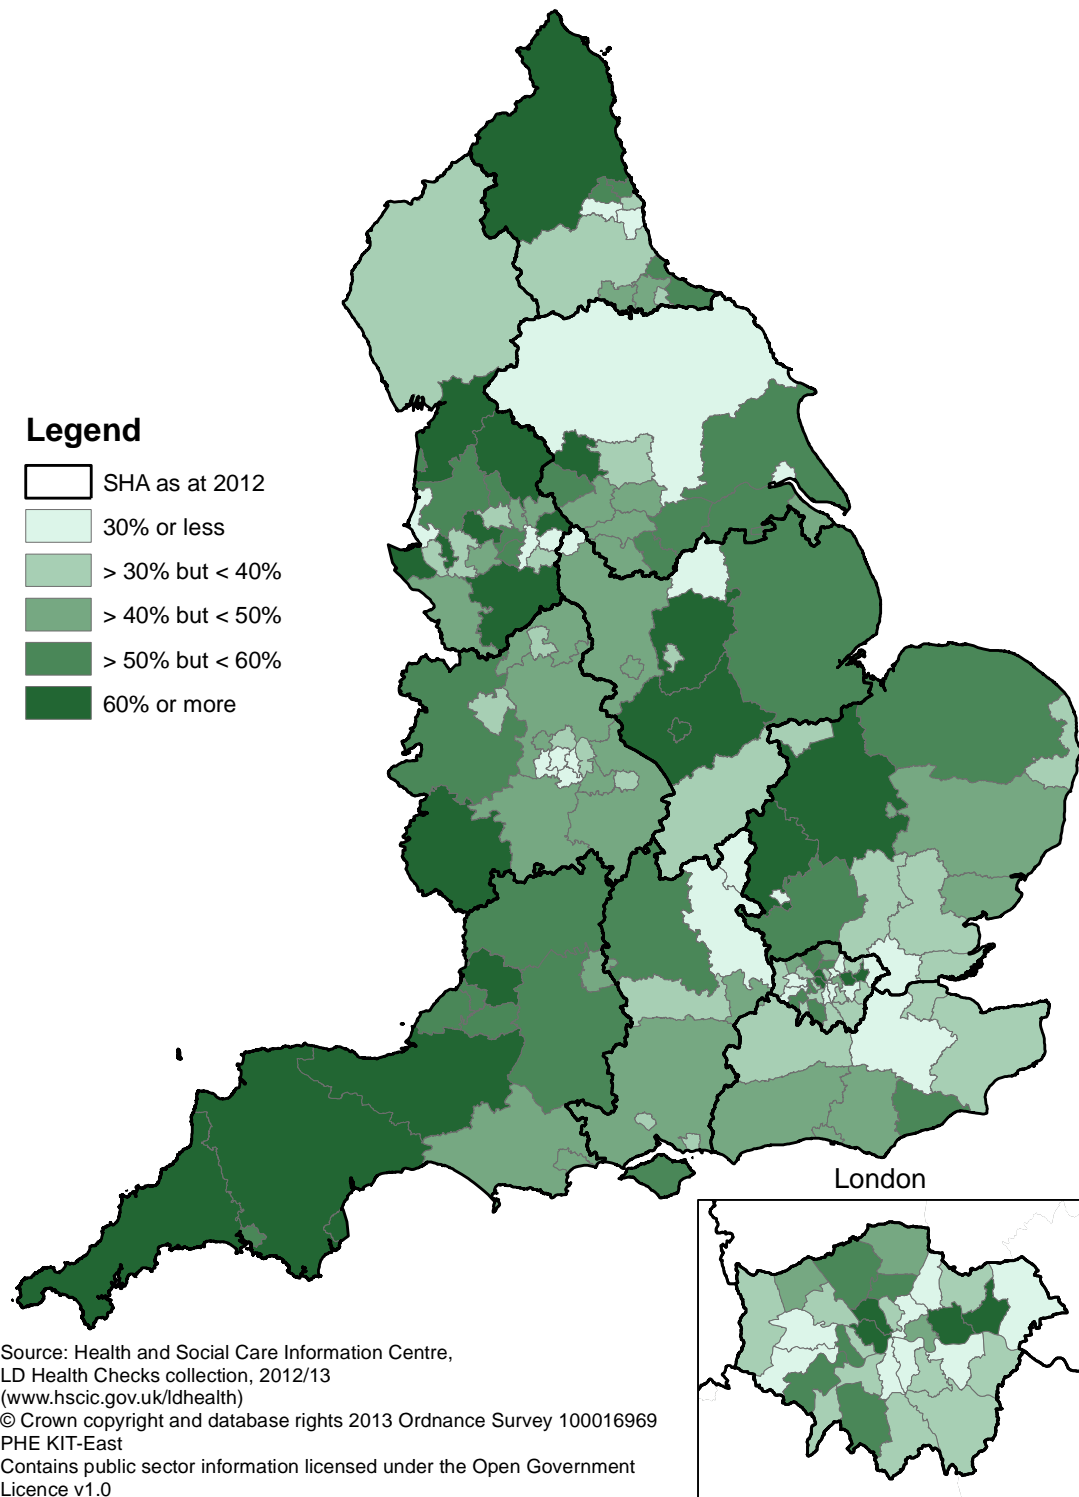 Legend
SHA as at 2012
30% or less
> 30% but < 40%
> 40% but < 50%
> 50% but < 60%
60% or more
London
Source: Health and Social Care Information Centre,
LD Health Checks collection, 2012/13
(www.hscic.gov.uk/ldhealth)
© Crown copyright and database rights 2013 Ordnance Survey 100016969
PHE KIT-East
Contains public sector information licensed under the Open Government
Licence v1.0